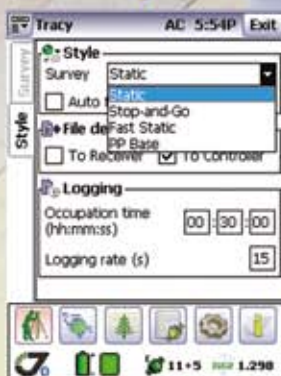 Tracy AC 5:54P Exit
Survey
Style
Style
Survey Static
Auto
Static
Stop-and-Go
Fast Static
PP Base
File de
To Receiver To Controller
Logging
Occupation time
(hh:mm:ss) 00:30:00
Logging rate (s) 15
11+5 1.298